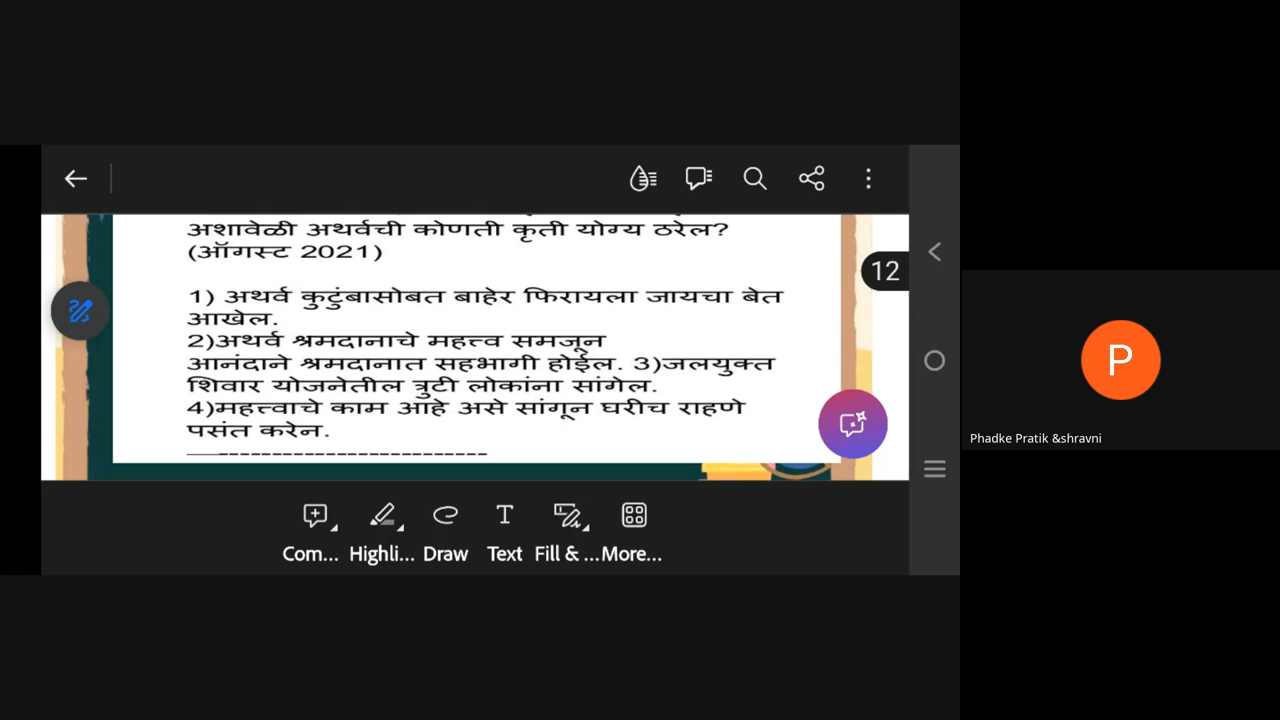 अशावेळी अथर्वची कोणती कृती योग्य ठरेल?
(ऑगस्ट 2021)
12
1) अथर्व कुटुंबासोबत बाहेर फिरायला जायचा बेत
आखेल.
2)अथर्व श्रमदानाचे महत्त्व समजून
आनंदाने श्रमदानात सहभागी होईल. 3)जलयुक्त
शिवार योजनेतील त्रुटी लोकांना सांगेल.
4)महत्त्वाचे काम आहे असे सांगून घरीच राहणे
पसंत करेन.
P
Phadke Pratik &shravni
Com... Highli... Draw Text Fill & ... More...